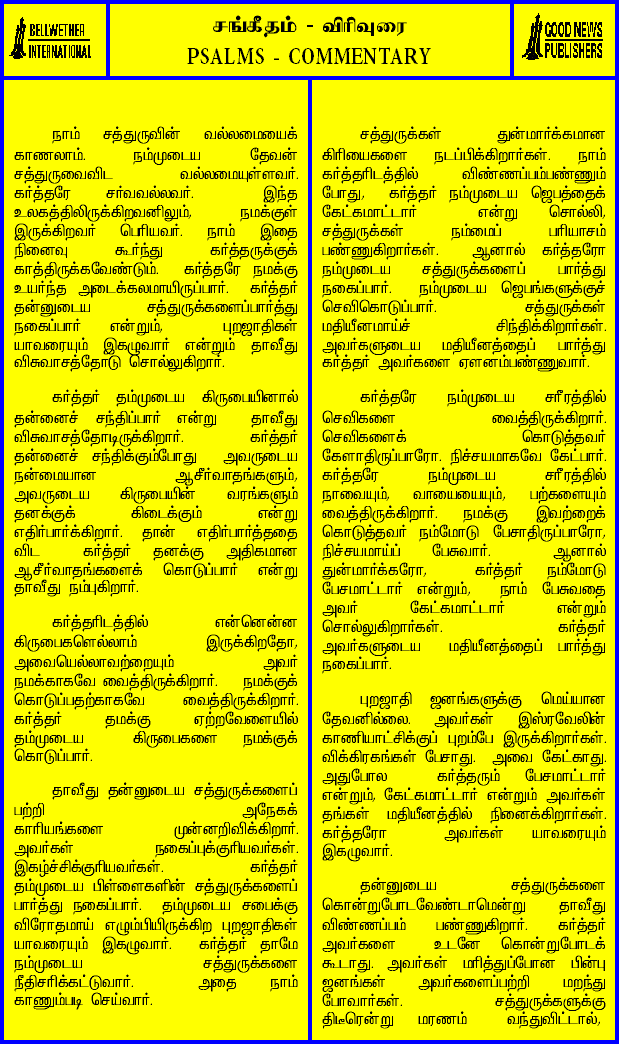 BELLWETHER
INTERNATIONAL
சங்கீதம் - விரிவுரை
PSALMS - COMMENTARY
GOOD NEWS
PUBLISHERS
நாம் சத்துருவின் வல்லமையைக்
காணலாம். நம்முடைய தேவன்
சத்துருவைவிட வல்லமையுள்ளவர்.
கர்த்தரே சர்வவல்லவர். இந்த
உலகத்திலிருக்கிறவனிலும், நமக்குள்
இருக்கிறவர் பெரியவர். நாம் இதை
நினைவு கூர்ந்து கர்த்தருக்குக்
காத்திருக்கவேண்டும். கர்த்தரே நமக்கு
உயர்ந்த அடைக்கலமாயிருப்பார். கர்த்தர்
தன்னுடைய சத்துருக்களைப்பார்த்து
நகைப்பார் என்றும், புறஜாதிகள்
யாவரையும் இகழுவார் என்றும் தாவீது
விசுவாசத்தோடு சொல்லுகிறார்.
கர்த்தர் தம்முடைய கிருபையினால்
தன்னைச் சந்திப்பார் என்று தாவீது
விசுவாசத்தோடிருக்கிறார். கர்த்தர்
தன்னைச் சந்திக்கும்போது அவருடைய
நன்மையான ஆசீர்வாதங்களும்,
அவருடைய கிருபையின் வரங்களும்
தனக்குக் கிடைக்கும் என்று
எதிர்பார்க்கிறார். தான் எதிர்பார்த்ததை
விட கர்த்தர் தனக்கு அதிகமான
ஆசீர்வாதங்களைக் கொடுப்பார் என்று
தாவீது நம்புகிறார்.
கர்த்தரிடத்தில் என்னென்ன
கிருபைகளெல்லாம் இருக்கிறதோ,
அவையெல்லாவற்றையும் அவர்
நமக்காகவே வைத்திருக்கிறார். நமக்குக்
கொடுப்பதற்காகவே வைத்திருக்கிறார்.
கர்த்தர் தமக்கு ஏற்றவேளையில்
தம்முடைய கிருபைகளை நமக்குக்
கொடுப்பார்.
தாவீது தன்னுடைய சத்துருக்களைப்
பற்றி அநேகக்
காரியங்களை முன்னறிவிக்கிறார்.
அவர்கள் நகைப்புக்குரியவர்கள்.
இகழ்ச்சிக்குரியவர்கள். கர்த்தர்
தம்முடைய பிள்ளைகளின் சத்துருக்களைப்
பார்த்து நகைப்பார். தம்முடைய சபைக்கு
விரோதமாய் எழும்பியிருக்கிற புறஜாதிகள்
யாவரையும் இகழுவார். கர்த்தர் தாமே
நம்முடைய சத்துருக்களை
நீதிசரிக்கட்டுவார். அதை நாம்
காணும்படி செய்வார்.
சத்துருக்கள் துன்மார்க்கமான
கிரியைகளை நடப்பிக்கிறார்கள். நாம்
கர்த்தரிடத்தில் விண்ணப்பம்பண்ணும்
போது, கர்த்தர் நம்முடைய ஜெபத்தைக்
கேட்கமாட்டார் என்று சொல்லி,
சத்துருக்கள் நம்மைப் பரியாசம்
பண்ணுகிறார்கள். ஆனால் கர்த்தரோ
நம்முடைய சத்துருக்களைப் பார்த்து
நகைப்பார். நம்முடைய ஜெபங்களுக்குச்
செவிகொடுப்பார். சத்துருக்கள்
மதியீனமாய்ச் சிந்திக்கிறார்கள்.
அவர்களுடைய மதியீனத்தைப் பார்த்து
கர்த்தர் அவர்களை ஏளனம்பண்ணுவார்.
கர்த்தரே நம்முடைய சரீரத்தில்
செவிகளை வைத்திருக்கிறார்.
செவிகளைக் கொடுத்தவர்
கேளாதிருப்பாரோ. நிச்சயமாகவே கேட்பார்.
கர்த்தரே நம்முடைய சரீரத்தில்
நாவையும், வாயையையும், பற்களையும்
வைத்திருக்கிறார். நமக்கு இவற்றைக்
கொடுத்தவர் நம்மோடு பேசாதிருப்பாரோ,
நிச்சயமாய்ப் பேசுவார். ஆனால்
துன்மார்க்கரோ, கர்த்தர் நம்மோடு
பேசமாட்டார் என்றும், நாம் பேசுவதை
அவர் கேட்கமாட்டார் என்றும்
சொல்லுகிறார்கள். கர்த்தர்
அவர்களுடைய மதியீனத்தைப் பார்த்து
நகைப்பார்.
புறஜாதி ஜனங்களுக்கு மெய்யான
தேவனில்லை. அவர்கள் இஸ்ரவேலின்
காணியாட்சிக்குப் புறம்பே இருக்கிறார்கள்.
விக்கிரகங்கள் பேசாது. அவை கேட்காது.
அதுபோல கர்த்தரும் பேசமாட்டார்
என்றும், கேட்கமாட்டார் என்றும் அவர்கள்
தங்கள் மதியீனத்தில் நினைக்கிறார்கள்.
கர்த்தரோ அவர்கள் யாவரையும்
இகழுவார்.
தன்னுடைய சத்துருக்களை
கொன்றுபோடவேண்டாமென்று தாவீது
விண்ணப்பம் பண்ணுகிறார். கர்த்தர்
அவர்களை உடனே கொன்றுபோடக்
கூடாது. அவர்கள் மரித்துப்போன பின்பு
ஜனங்கள் அவர்களைப்பற்றி மறந்து
போவார்கள். சத்துருக்களுக்கு
திடீரென்று மரணம் வந்துவிட்டால்,